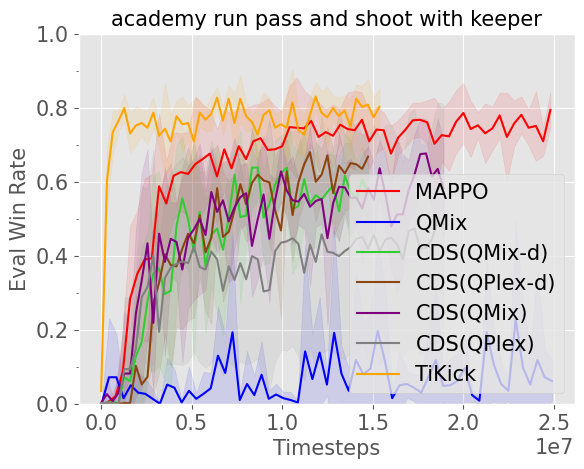 academy run pass and shoot with keeper
1.0
0.8
0.6
0.4
0.2
0.0
Eval Win Rate
MAPPO
QMix
CDS(QMix-d)
CDS(QPlex-d)
CDS(QMix)
CDS(QPlex)
TiKick
0.0 0.5 1.0 1.5 2.0 2.5
Timesteps
1e7